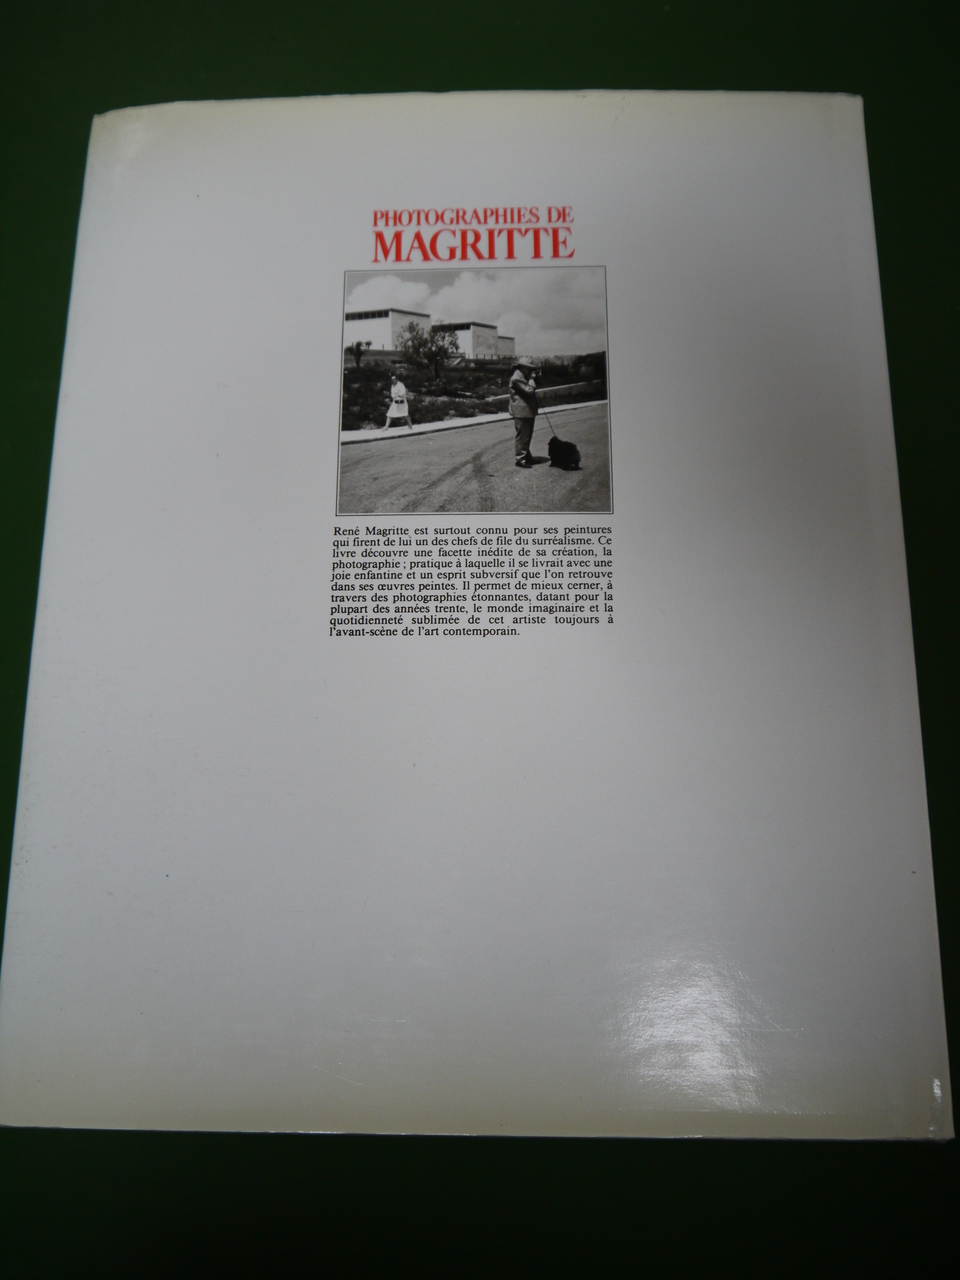 PHOTOGRAPHIES DE
MAGRITTE
René Magritte est surtout connu pour ses peintures
qui firent de lui un des chefs de file du surréalisme. Ce
livre découvre une facette inédite de sa création, la
photographie ; pratique à laquelle il se livrait avec une
joie enfantine et un esprit subversif que l'on retrouve
dans ses œuvres peintes. Il permet de mieux cerner, à
travers des photographies étonnantes, datant pour la
plupart des années trente, le monde imaginaire et la
quotidienneté sublimée de cet artiste toujours à
l'avant-scène de l'art contemporain.